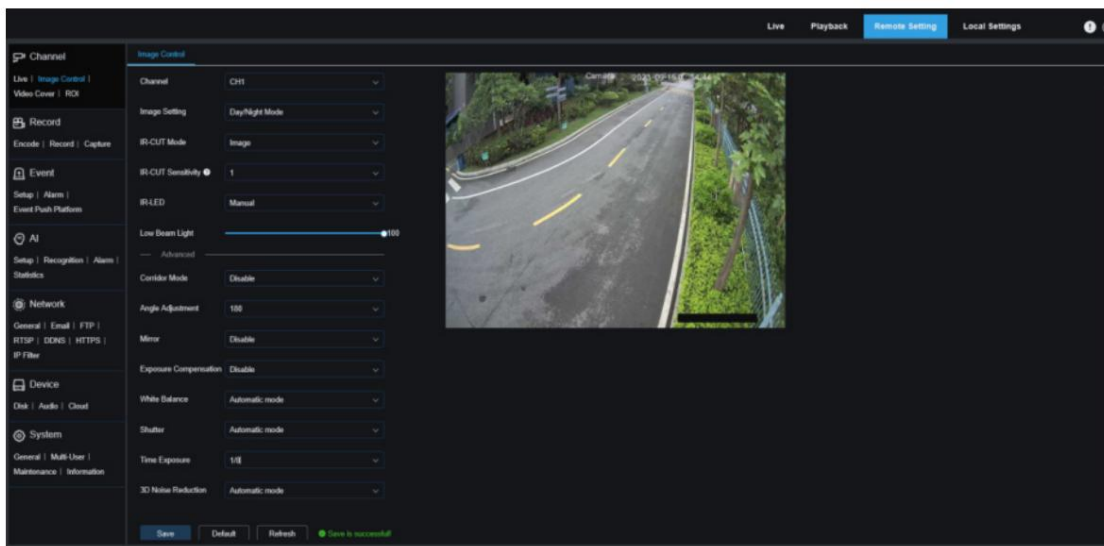 Live Playback Remote Setting Local Settings
Channel
Live | Image Control |
Video Cover | ROI
Record
Encode | Record | Capture
Event
Setup | Alarm |
Event Push Platform
AI
Setup | Recognition | Alarm |
Statistics
Network
General | Email | FTP |
RTSP | DDNS | HTTPS |
IP Filter
Device
Disk | Audio | Cloud
System
General | Multi-User |
Maintenance | Information
Image Control
Channel CH1
Image Setting Day/Night Mode
IR-CUT Mode Image
IR-CUT Sensitivity 1
IR-LED Manual
Low Beam Light 100
Advanced
Corridor Mode Disable
Angle Adjustment 180
Mirror Disable
Exposure Compensation Disable
White Balance Automatic mode
Shutter Automatic mode
Time Exposure 1/8
3D Noise Reduction Automatic mode
Save Default Refresh Save is successful!
Camera